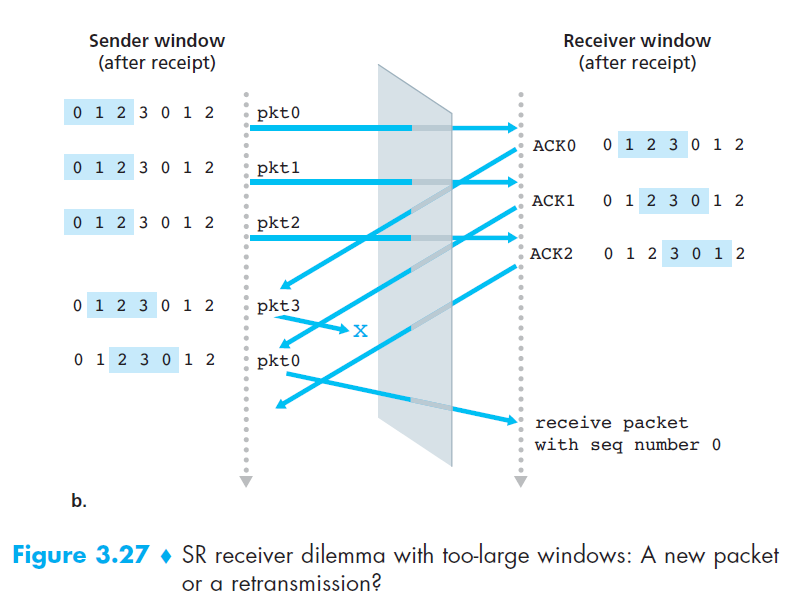 Sender window
(after receipt)
Receiver window
(after receipt)
0 1 2 3 0 1 2
pkt0
ACK0
0 1 2 3 0 1 2
0 1 2 3 0 1 2
pkt1
ACK1
0 1 2 3 0 1 2
0 1 2 3 0 1 2
pkt2
ACK2
0 1 2 3 0 1 2
0 1 2 3 0 1 2
pkt3
x
0 1 2 3 0 1 2
pkt0
receive packet
with seq number 0
b.
Figure 3.27 ♦ SR receiver dilemma with too-large windows: A new packet
or a retransmission?